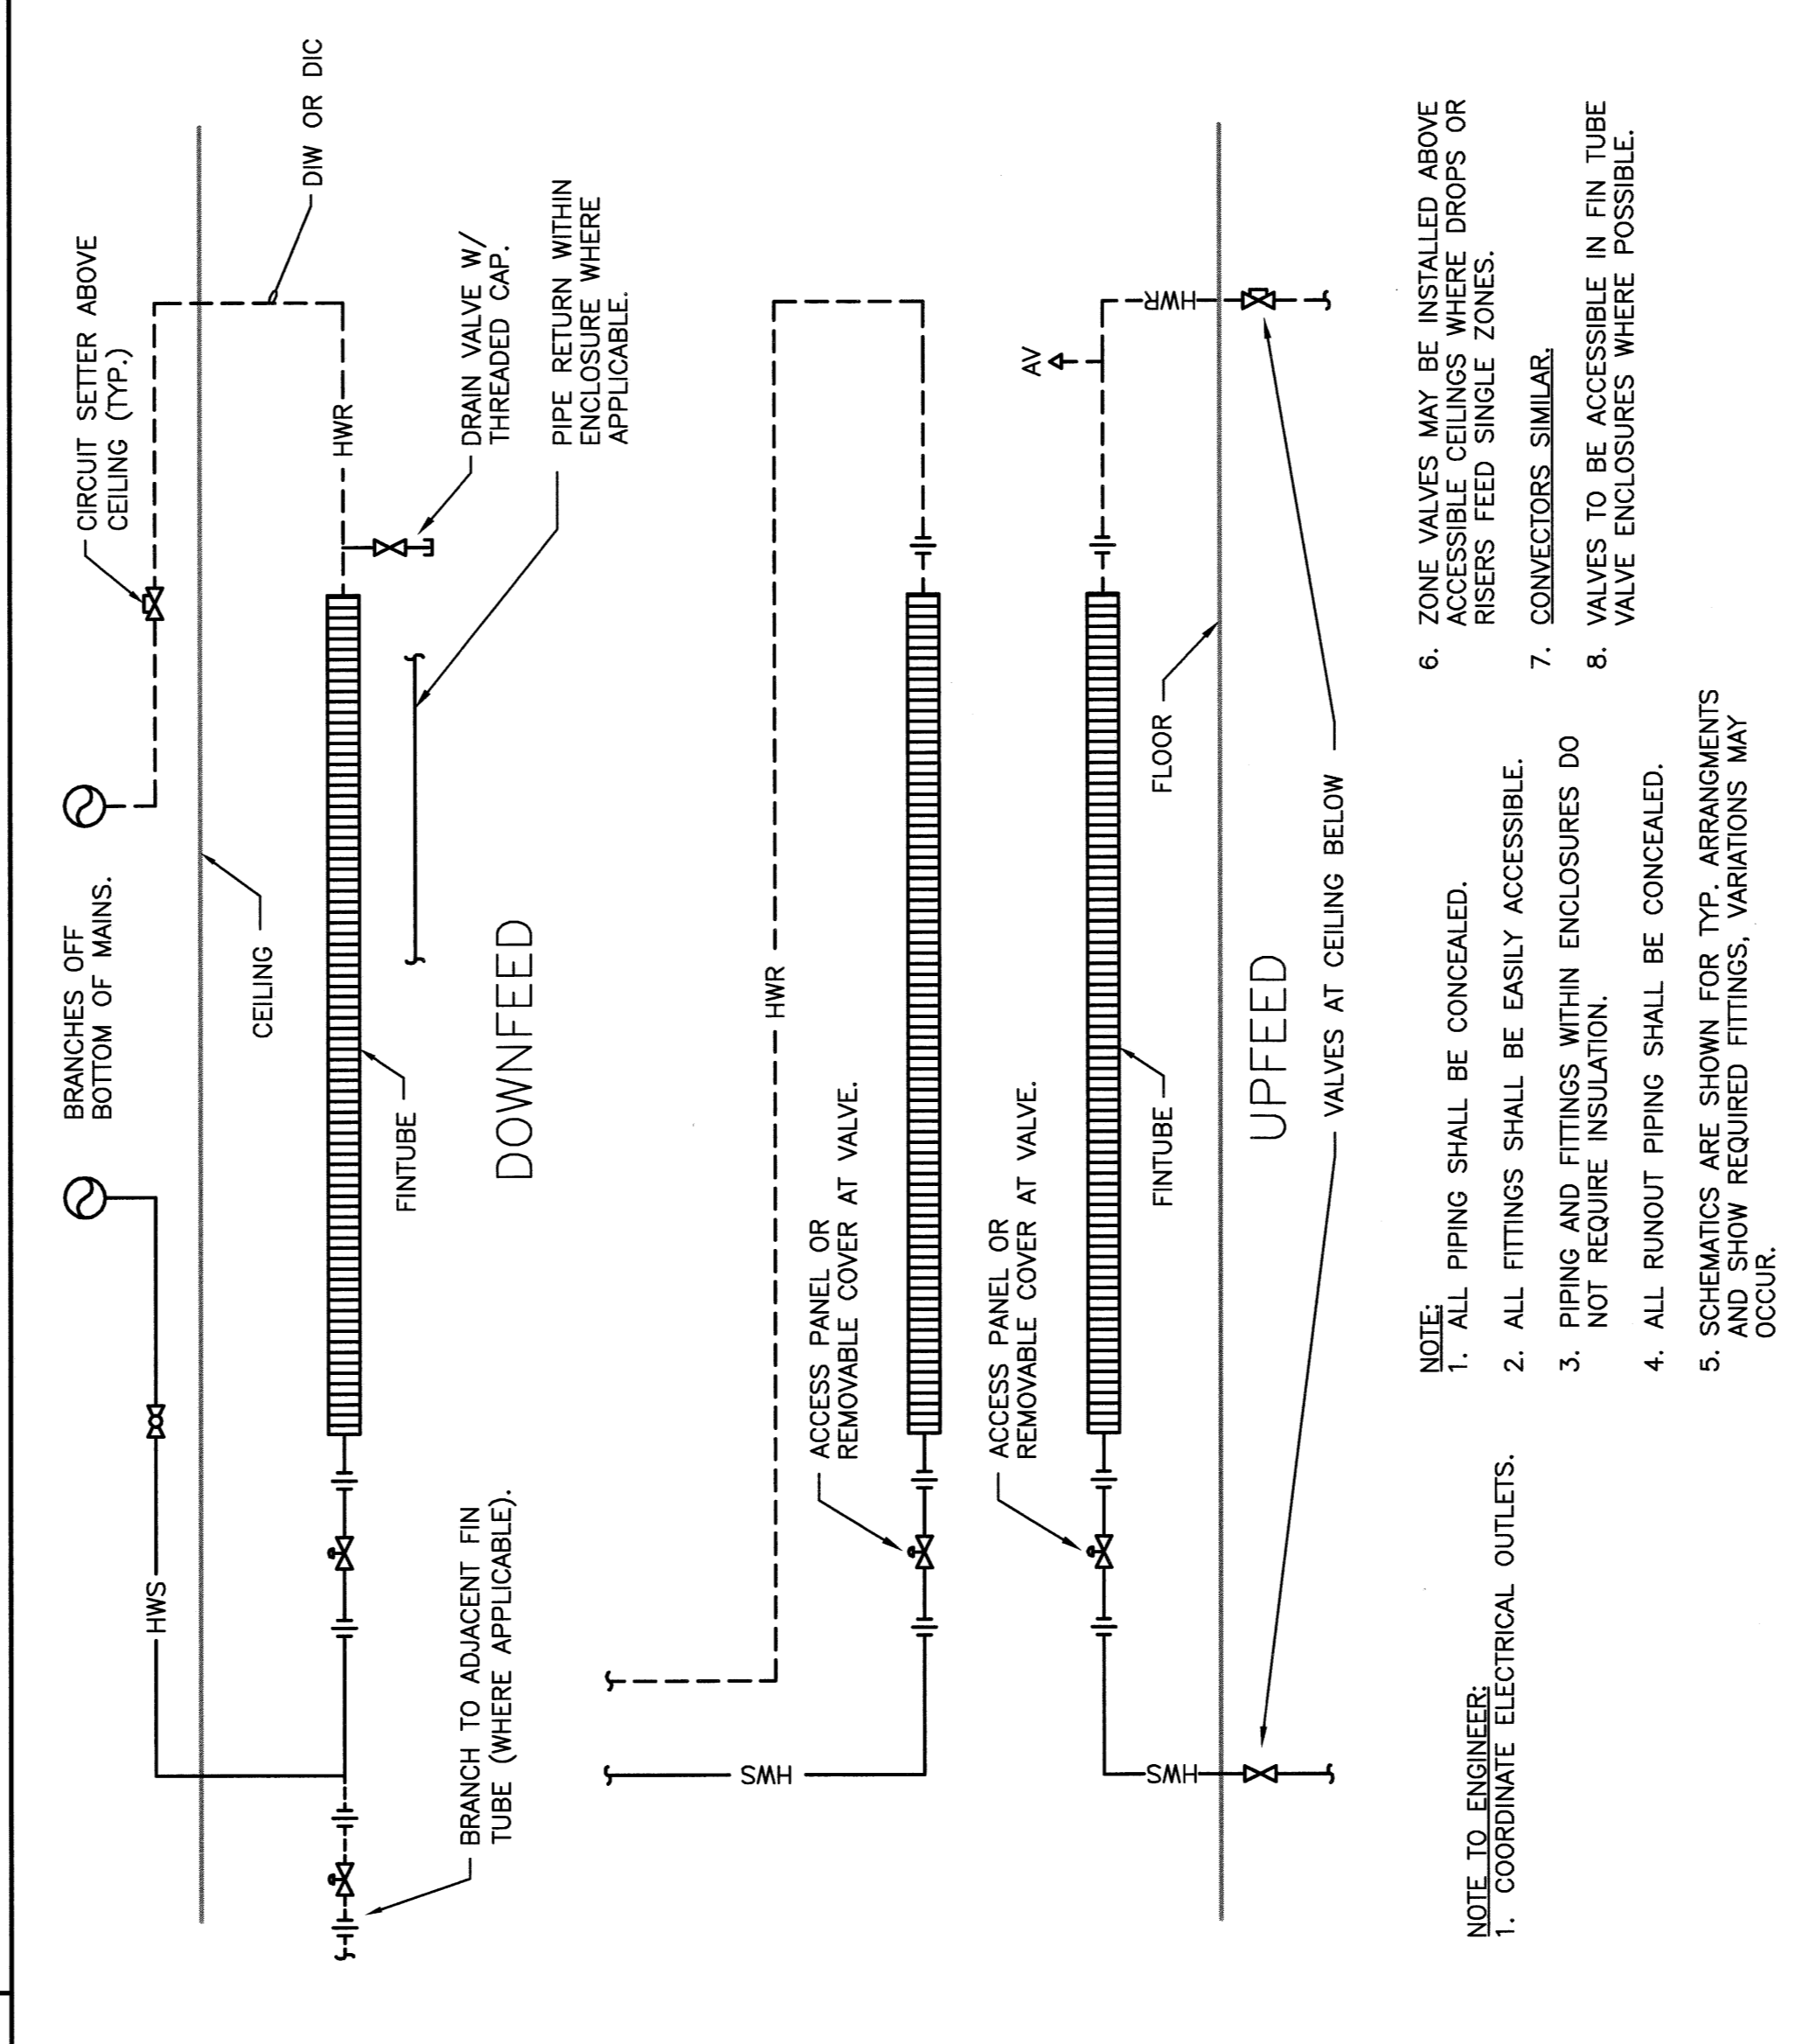 BRANCHES OFF
BOTTOM OF MAINS.
CIRCUIT SETTER ABOVE
CEILING (TYP.)
HWS
CEILING
DIW OR DIC
HWR
FINTUBE
DRAIN VALVE W/
THREADED CAP.
BRANCH TO ADJACENT FIN
TUBE (WHERE APPLICABLE).
DOWNFEED
PIPE RETURN WITHIN
ENCLOSURE WHERE
APPLICABLE.
HWS
HWR
ACCESS PANEL OR
REMOVABLE COVER AT VALVE.
ACCESS PANEL OR
REMOVABLE COVER AT VALVE.
AV
HWS
FINTUBE
FLOOR
HWR
UPFEED
VALVES AT CEILING BELOW
NOTE TO ENGINEER:
1. COORDINATE ELECTRICAL OUTLETS.
NOTE:
1. ALL PIPING SHALL BE CONCEALED.
2. ALL FITTINGS SHALL BE EASILY ACCESSIBLE.
3. PIPING AND FITTINGS WITHIN ENCLOSURES DO
NOT REQUIRE INSULATION.
4. ALL RUNOUT PIPING SHALL BE CONCEALED.
5. SCHEMATICS ARE SHOWN FOR TYP. ARRANGMENTS
AND SHOW REQUIRED FITTINGS, VARIATIONS MAY
OCCUR.
6. ZONE VALVES MAY BE INSTALLED ABOVE
ACCESSIBLE CEILINGS WHERE DROPS OR
RISERS FEED SINGLE ZONES.
7. CONVECTORS SIMILAR.
8. VALVES TO BE ACCESSIBLE IN FIN TUBE
VALVE ENCLOSURES WHERE POSSIBLE.